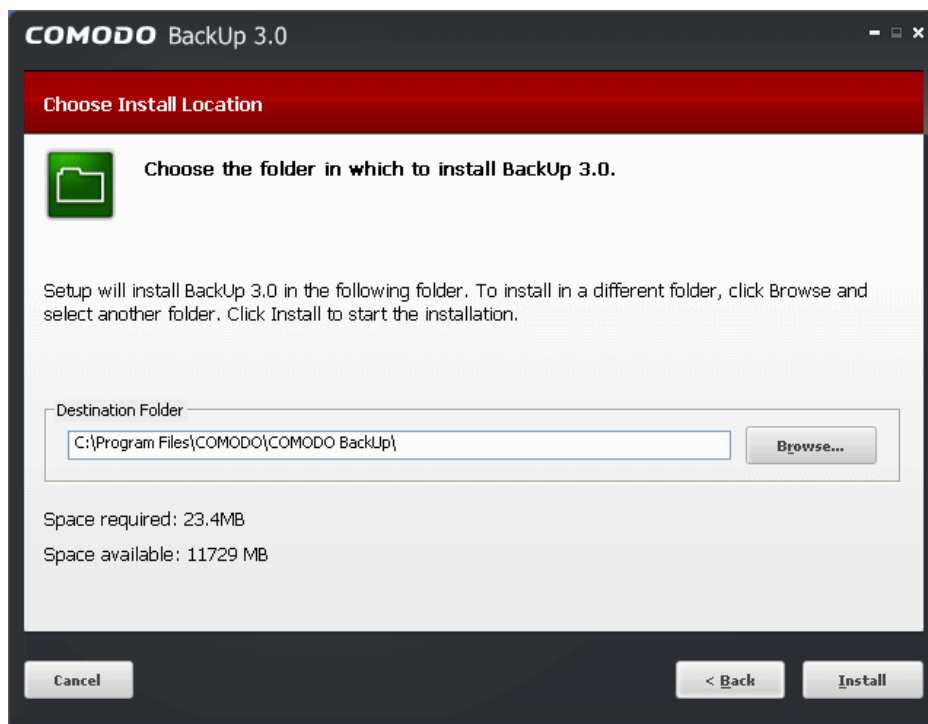 COMODO BackUp 3.0
Choose Install Location
Choose the folder in which to install BackUp 3.0.
Setup will install BackUp 3.0 in the following folder. To install in a different folder, click Browse and
select another folder. Click Install to start the installation.
Destination Folder
C:\Program Files\COMODO\COMODO BackUp\
Browse...
Space required: 23.4MB
Space available: 11729 MB
Cancel
< Back
Install